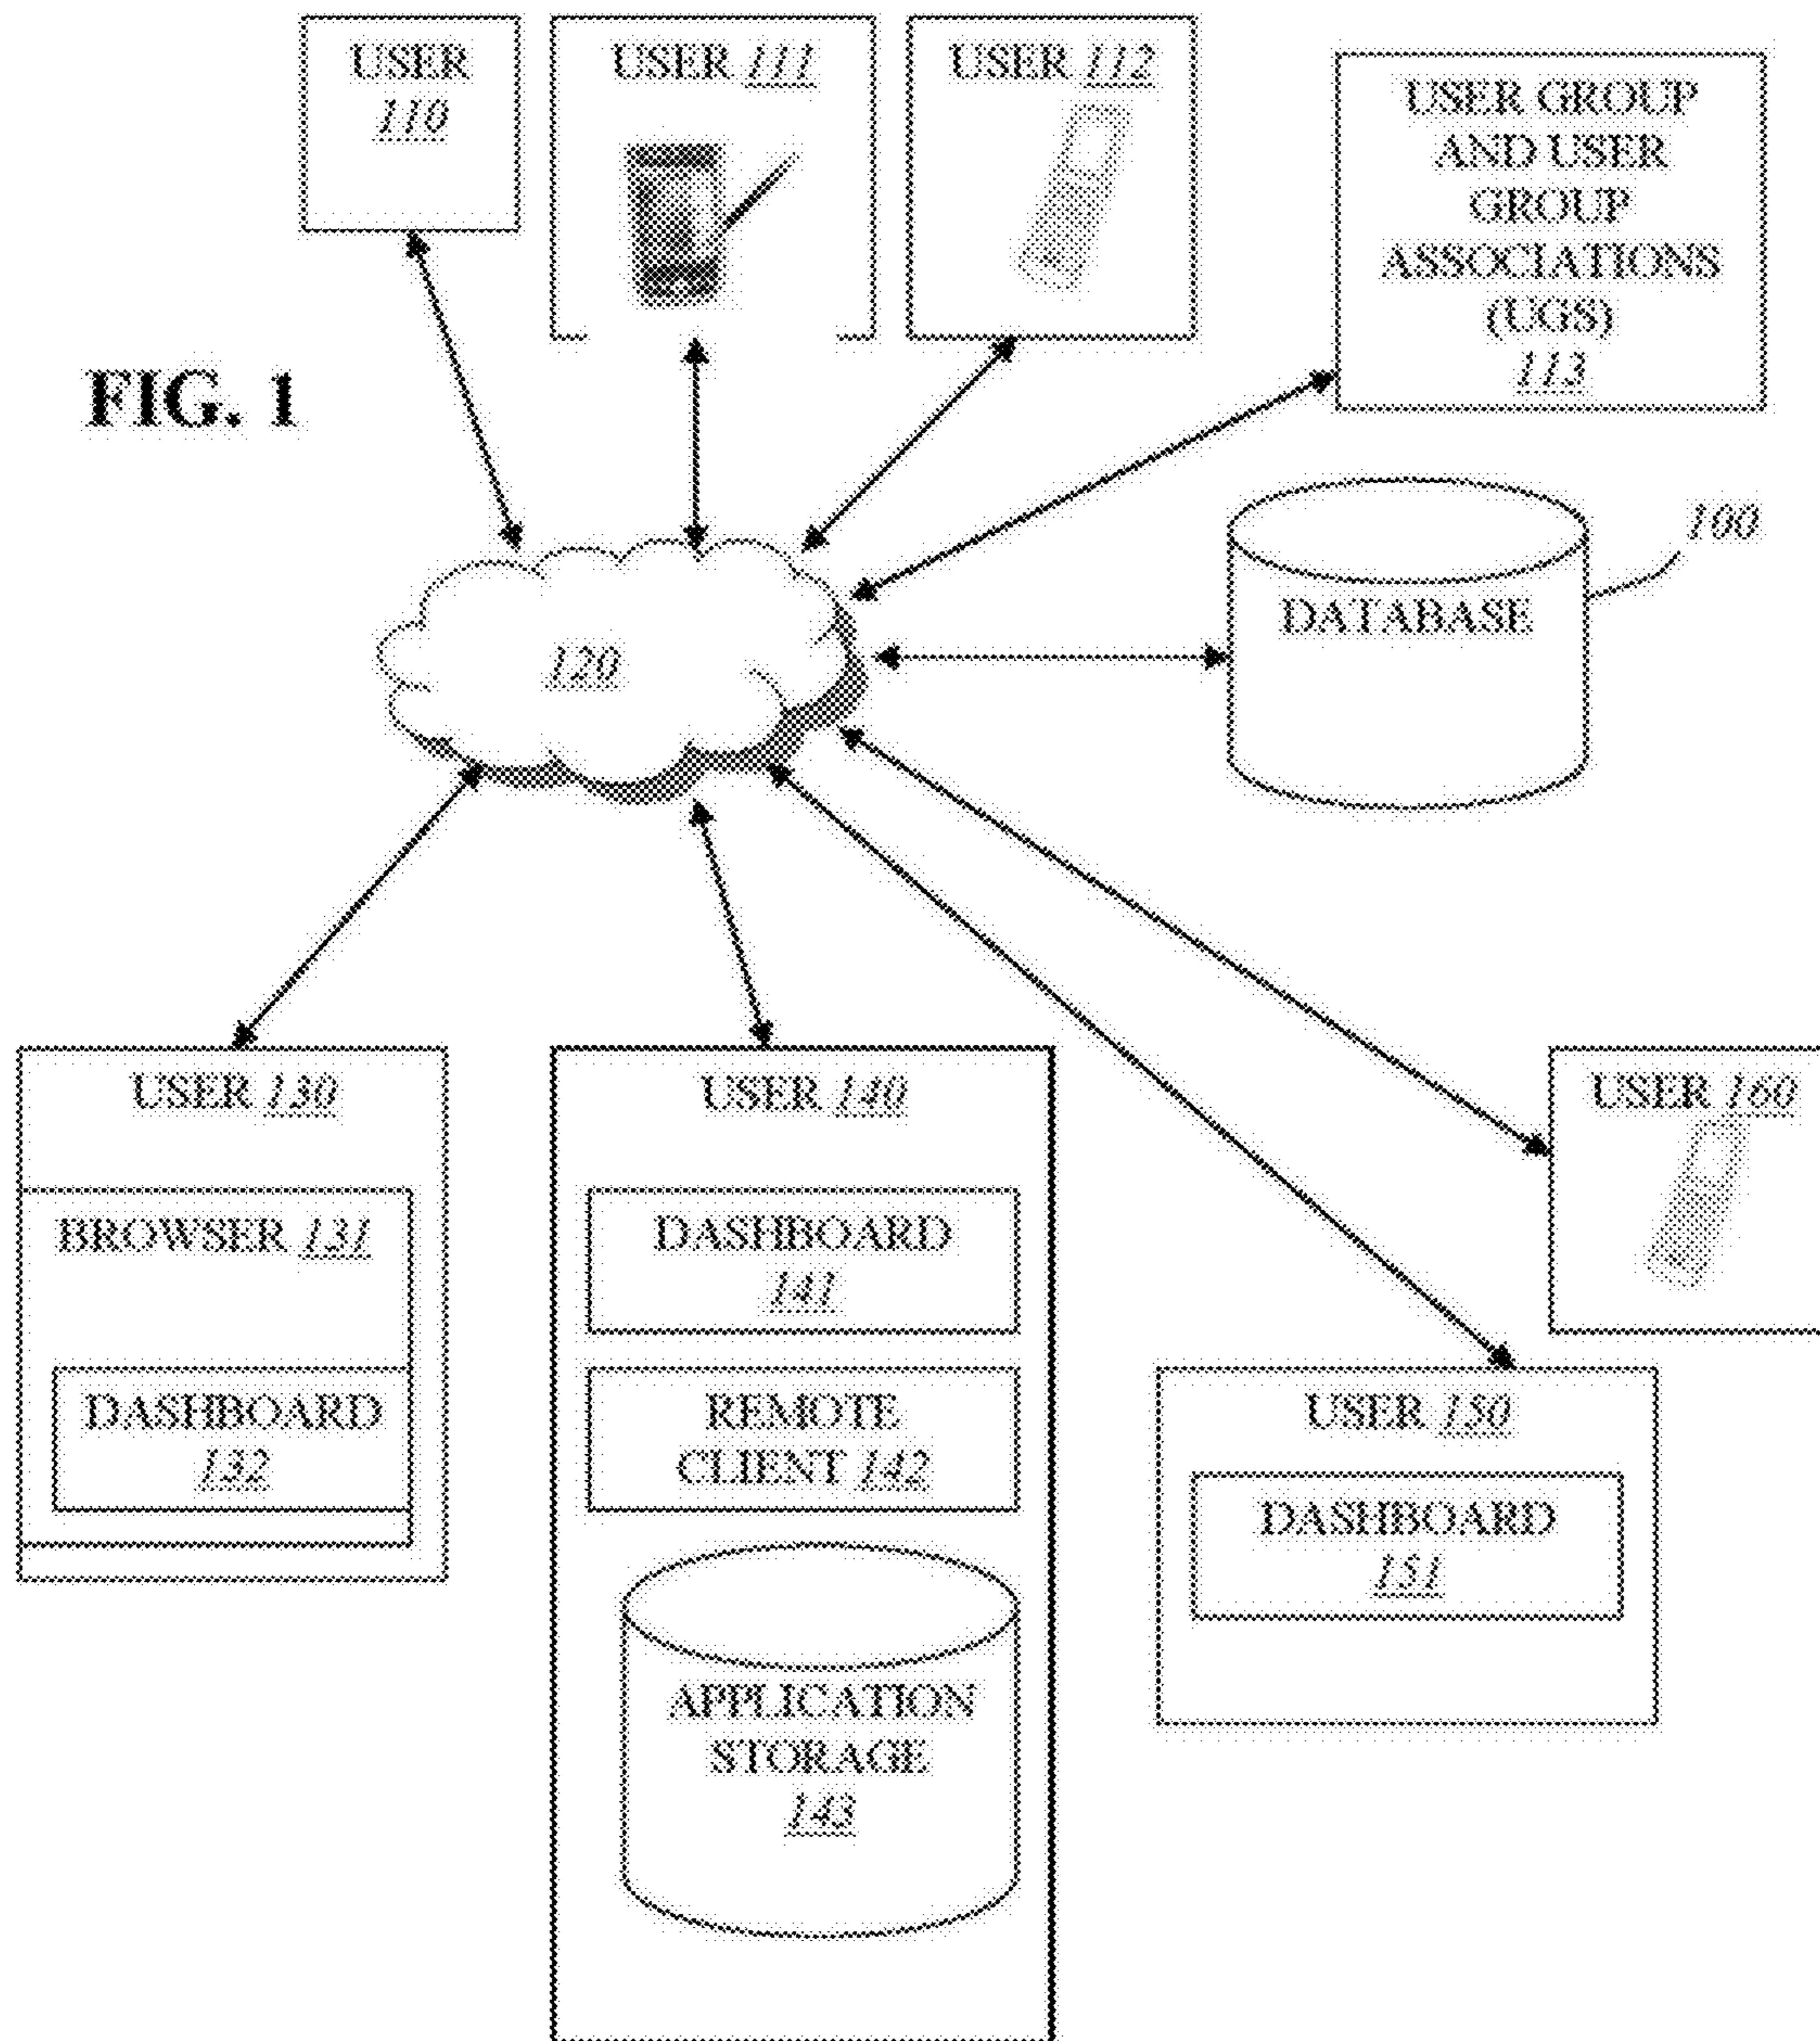 USER
110
USER 111
USER 112
USER GROUP
AND USER
GROUP
ASSOCIATIONS
(UGS)
113
FIG. 1
100
DATABASE
120
USER 130
BROWSER 131
DASHBOARD
132
USER 140
DASHBOARD
141
REMOTE
CLIENT 142
APPLICATION
STORAGE
143
USER 160
USER 150
DASHBOARD
151